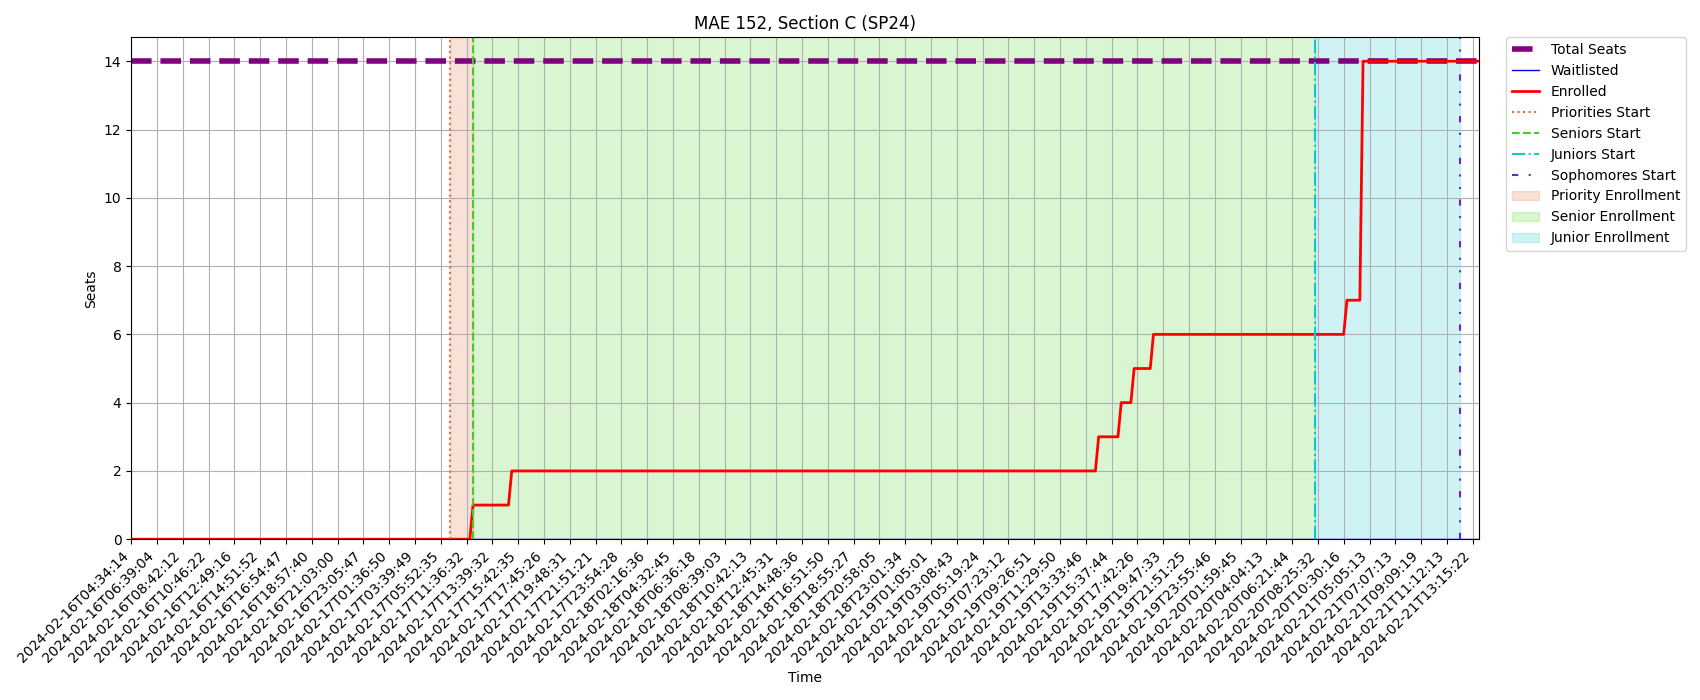 MAE 152, Section C (SP24)
Seats
14
12
10
8
6
4
2
0
2024-02-16T04:34:14
2024-02-16T06:39:04
2024-02-16T08:42:12
2024-02-16T10:46:22
2024-02-16T12:49:16
2024-02-16T14:51:52
2024-02-16T16:54:47
2024-02-16T18:57:40
2024-02-16T21:03:00
2024-02-16T23:05:47
2024-02-17T01:36:50
2024-02-17T03:39:49
2024-02-17T05:52:35
2024-02-17T11:36:32
2024-02-17T13:39:32
2024-02-17T15:42:35
2024-02-17T17:45:26
2024-02-17T19:48:31
2024-02-17T21:51:21
2024-02-17T23:54:28
2024-02-18T02:16:36
2024-02-18T04:32:45
2024-02-18T06:36:18
2024-02-18T08:39:03
2024-02-18T10:42:13
2024-02-18T12:45:31
2024-02-18T14:48:36
2024-02-18T16:51:50
2024-02-18T18:55:27
2024-02-18T20:58:05
2024-02-18T23:01:34
2024-02-19T01:05:01
2024-02-19T03:08:43
2024-02-19T05:19:24
2024-02-19T07:23:12
2024-02-19T09:26:51
2024-02-19T11:29:50
2024-02-19T13:33:46
2024-02-19T15:37:44
2024-02-19T17:42:26
2024-02-19T19:47:33
2024-02-19T21:51:25
2024-02-19T23:55:46
2024-02-20T01:59:45
2024-02-20T04:04:13
2024-02-20T06:21:44
2024-02-20T08:25:32
2024-02-20T10:30:16
2024-02-21T05:05:13
2024-02-21T07:07:13
2024-02-21T09:09:19
2024-02-21T11:12:13
2024-02-21T13:15:22
Time
Total Seats
Waitlisted
Enrolled
Priorities Start
Seniors Start
Juniors Start
Sophomores Start
Priority Enrollment
Senior Enrollment
Junior Enrollment